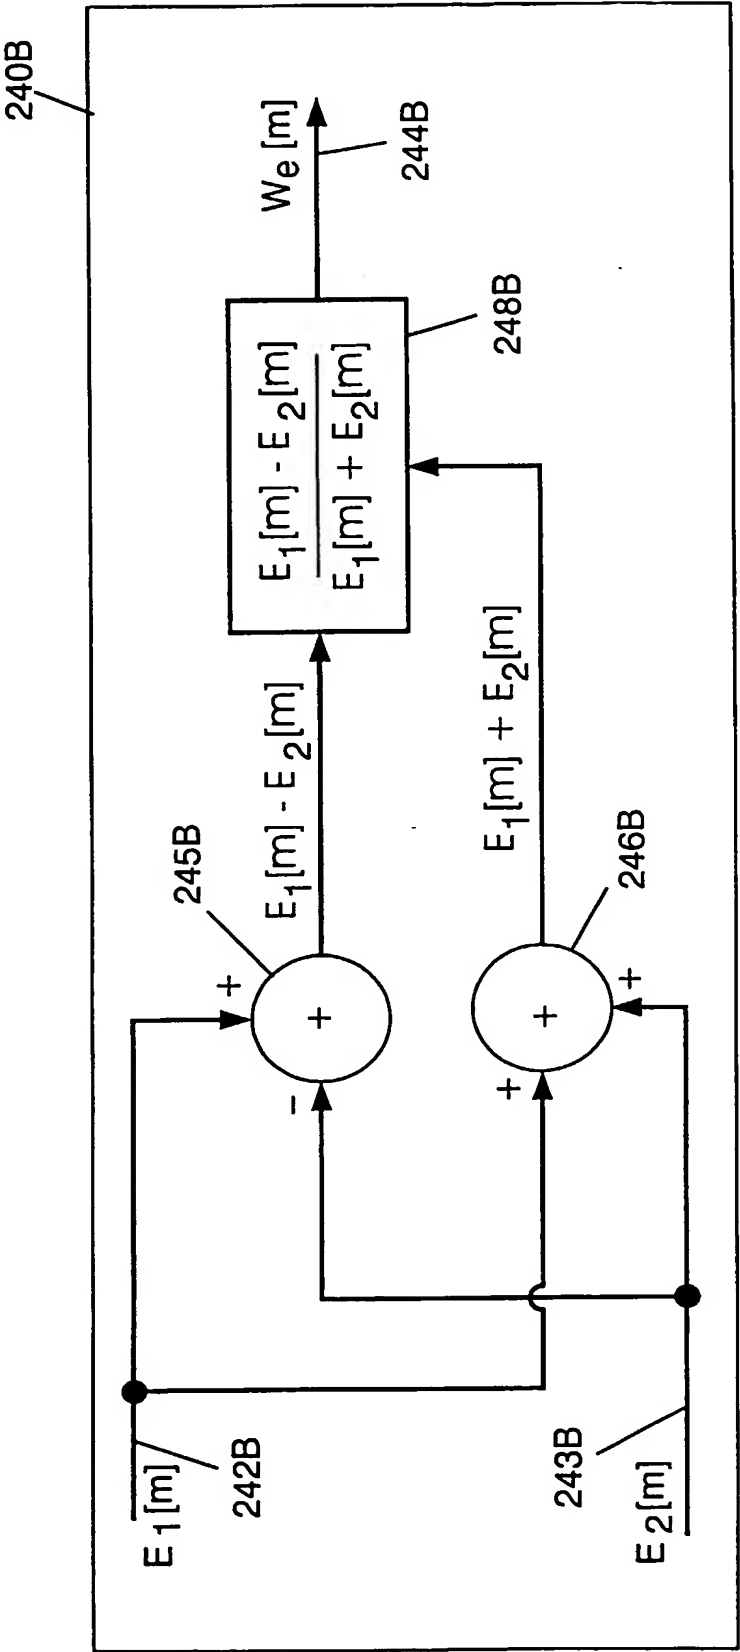 240B
E1[m]
242B
E2[m]
243B
+
-
+
245B
+
+
+
246B
E1[m] - E2[m]
E1[m] + E2[m]
E1[m] - E2[m]
E1[m] + E2[m]
248B
We[m]
244B